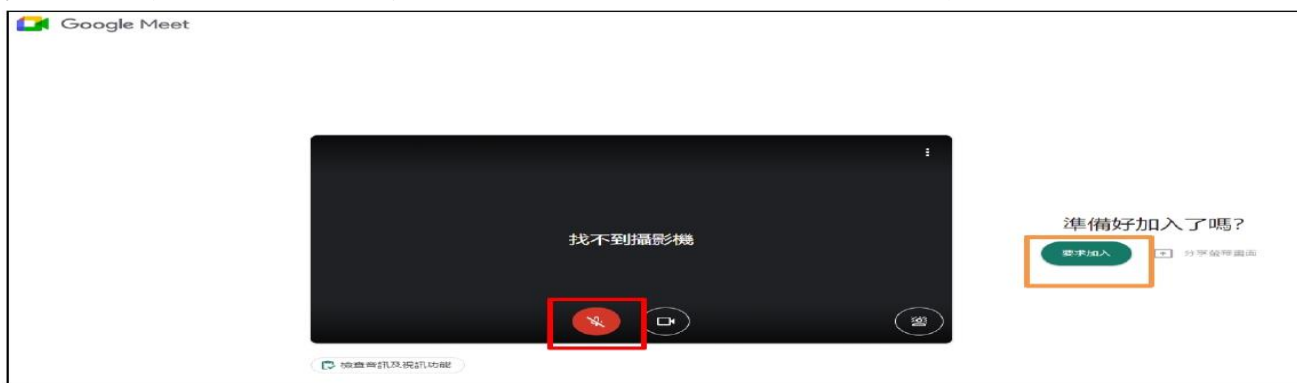 Google Meet
找不到攝影機
準備好加入了嗎?
要求加入
分享螢幕畫面
檢查音訊及視訊功能